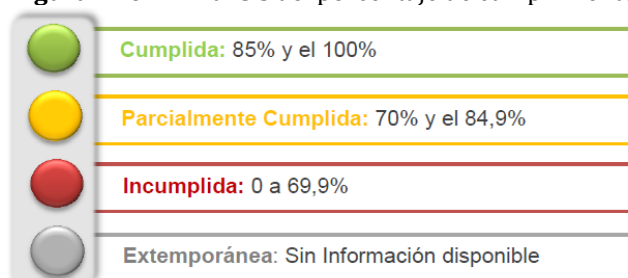 Cumplida: 85% y el 100%
Parcialmente Cumplida: 70% y el 84,9%
Incumplida: 0 a 69,9%
Extemporánea: Sin Información disponible